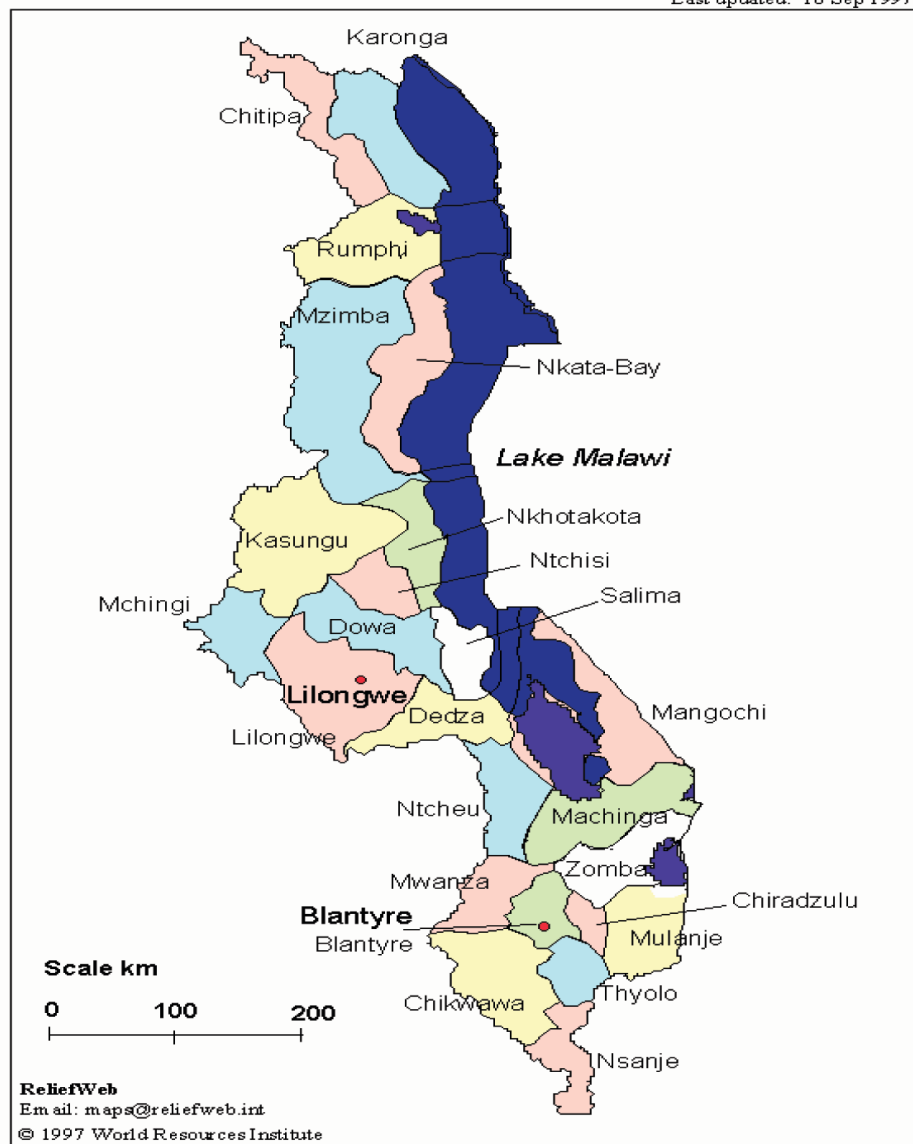 Karonga
Chitipa
Rumphi
Mzimba
Nkata-Bay
Lake Malawi
Nkhotakota
Kasungu
Ntchisi
Salima
Mchingi
Dowa
Lilongwe
Dedza
Mangochi
Lilongwe
Ntcheu
Machinga
Zomba
Mwanza
Chiradzulu
Blantyre
Blantyre
Mulanje
Scale km
Thyolo
Chikwawa
0 100 200
Nsanje
ReliefWeb
Email: maps@reliefweb.int
© 1997 World Resources Institute